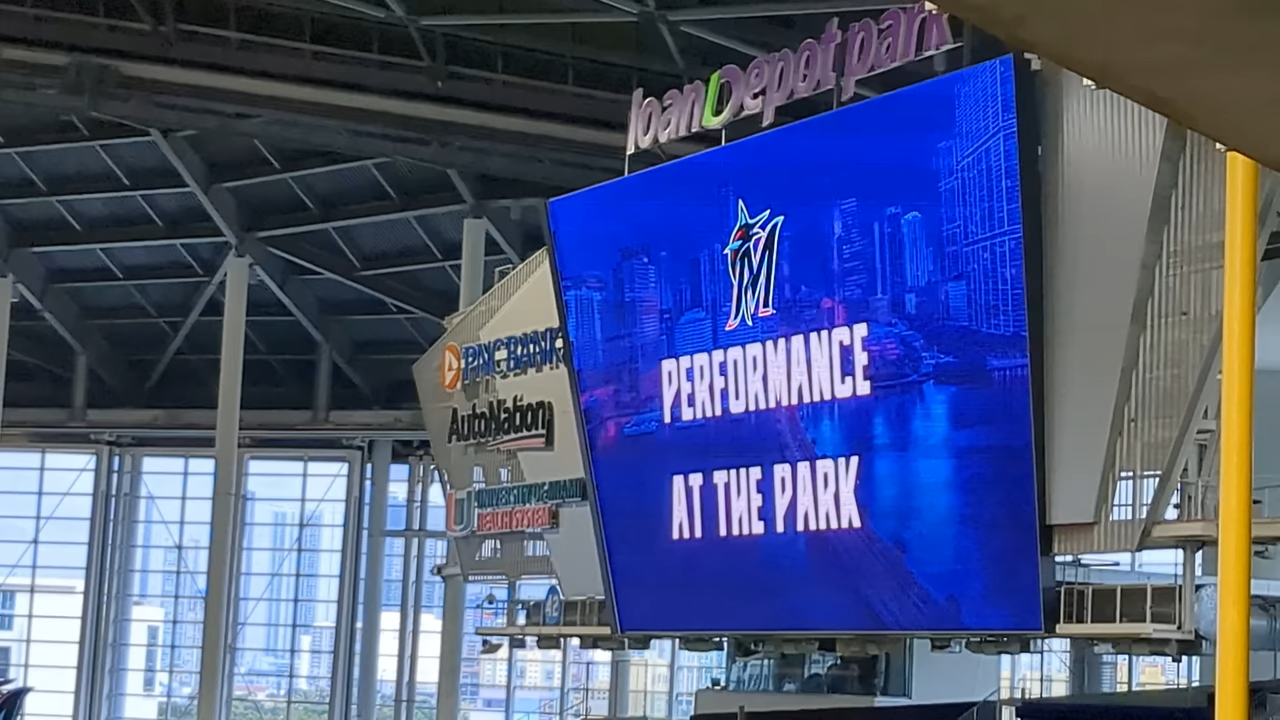 loanDepot park
PERFORMANCE
AT THE PARK
PNC BANK
AutoNation
U UNIVERSITY OF MIAMI
HEALTH SYSTEM
42